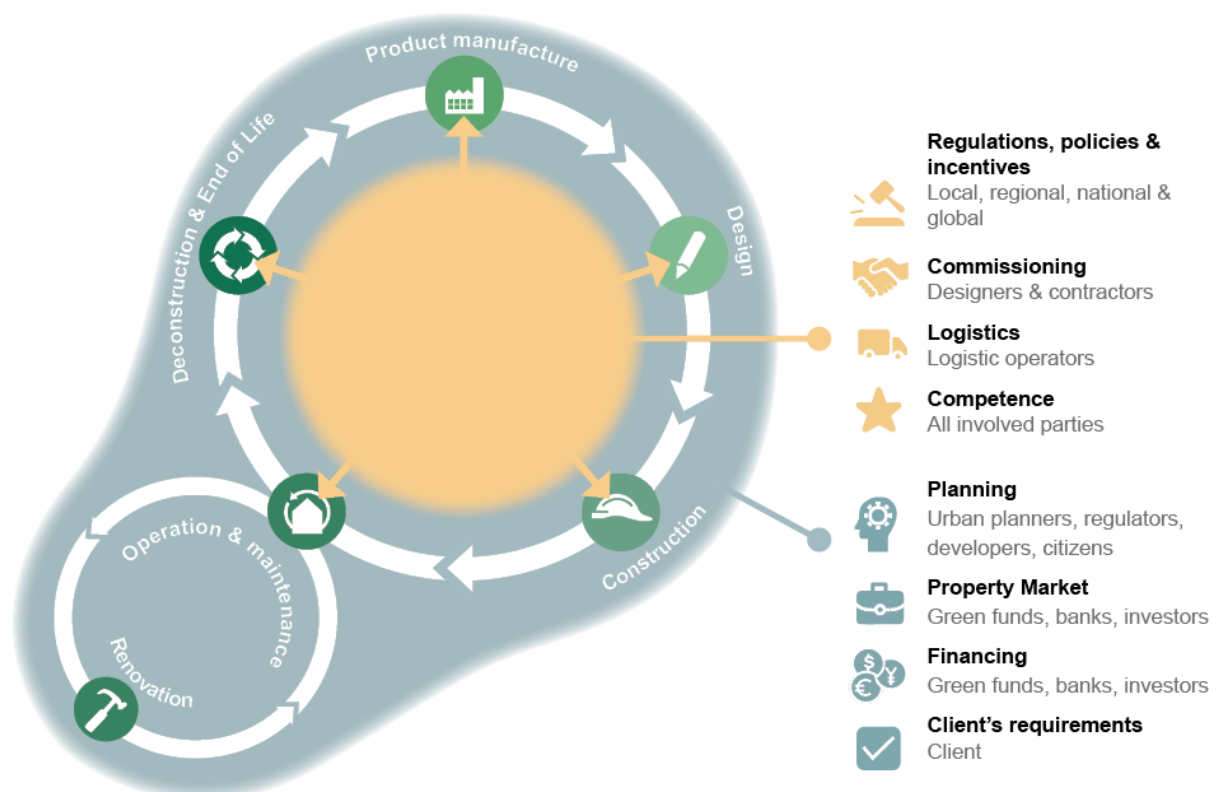 Product manufacture
Deconstruction & End of Life
Design
Construction
Operation & maintenance
Renovation
Regulations, policies &
incentives
Local, regional, national &
global
Commissioning
Designers & contractors
Logistics
Logistic operators
Competence
All involved parties
Planning
Urban planners, regulators,
developers, citizens
Property Market
Green funds, banks, investors
Financing
$ ¥
€
Green funds, banks, investors
Client's requirements
Client